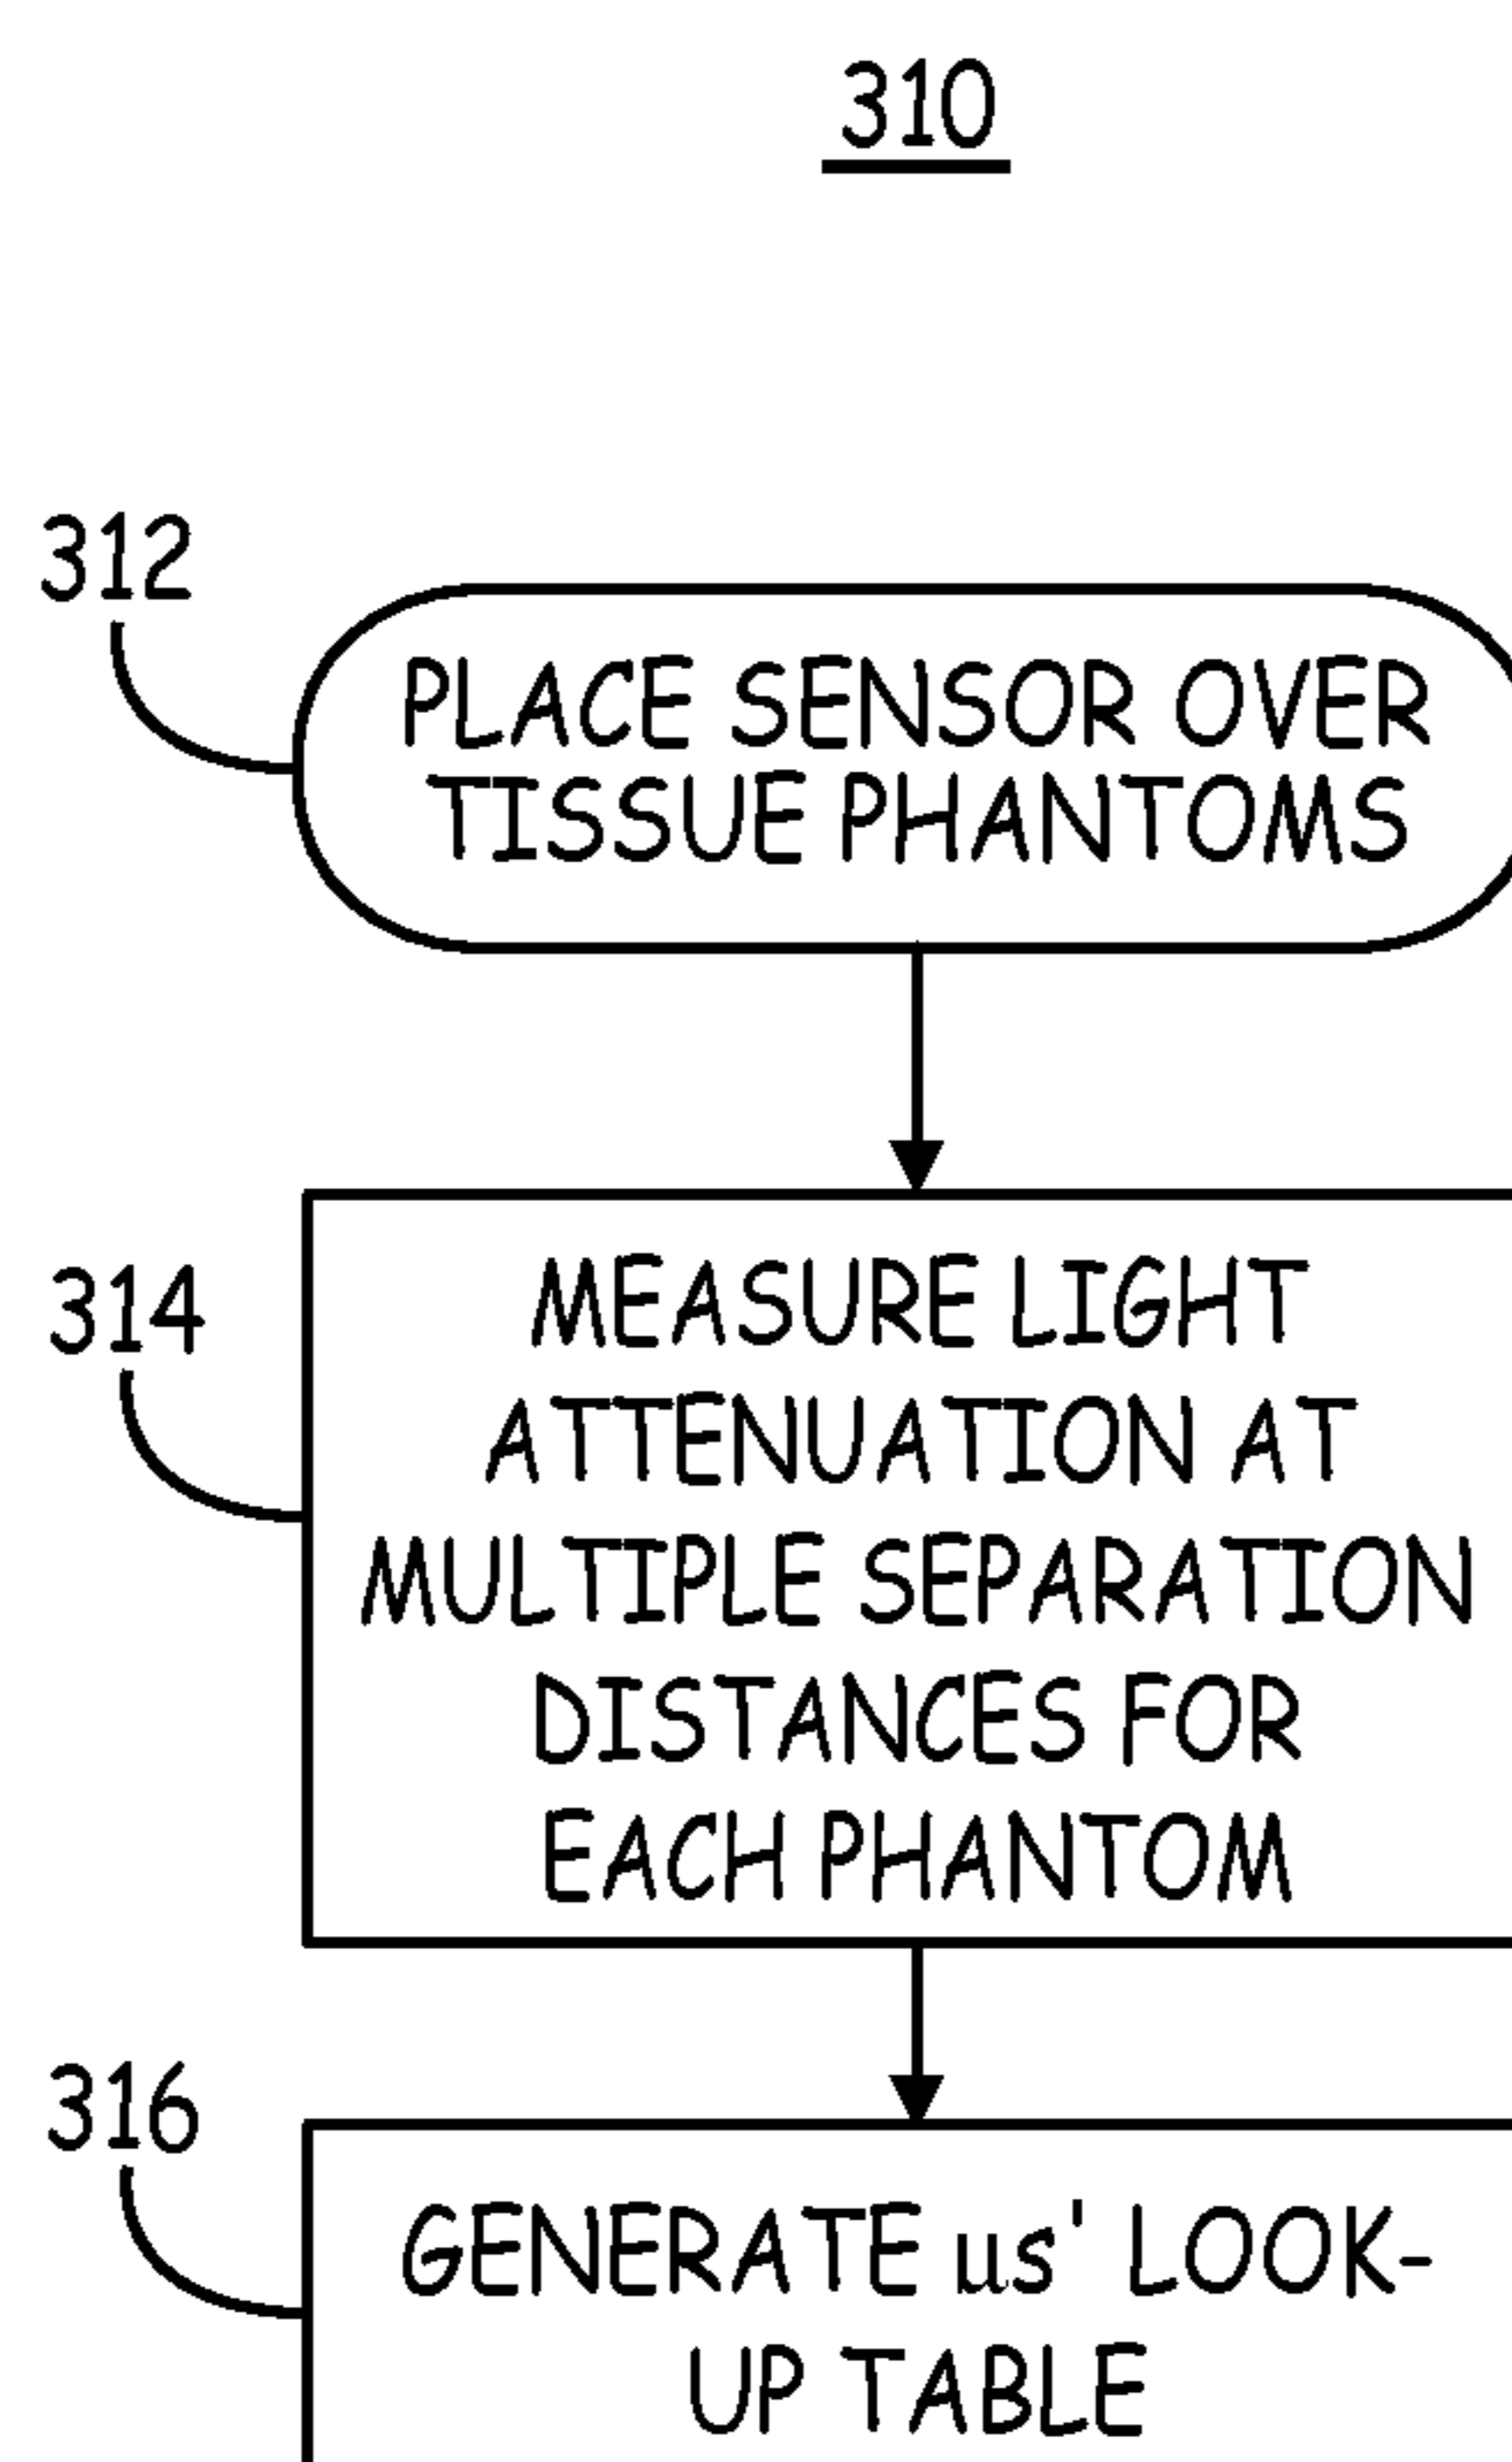 310
312
PLACE SENSOR OVER
TISSUE PHANTOMS
314
MEASURE LIGHT
ATTENUATION AT
MULTIPLE SEPARATION
DISTANCES FOR
EACH PHANTOM
316
GENERATE µs' LOOK-
UP TABLE